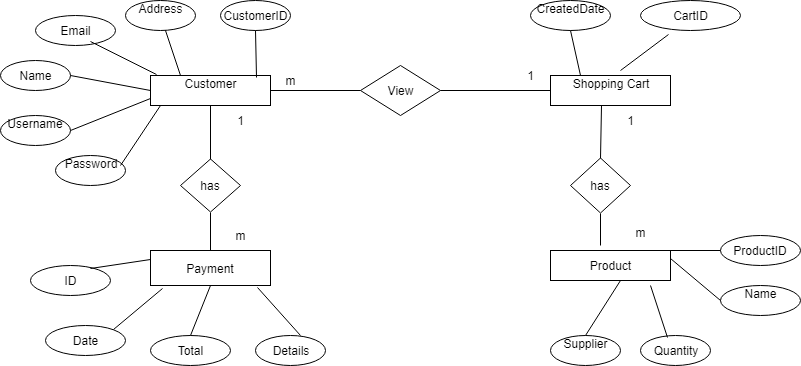 Address
CustomerID
CreatedDate
CartID
Email
Name
Customer
m
View
1
Shopping Cart
Username
1
1
Password
has
has
m
m
ProductID
Payment
Product
ID
Name
Date
Total
Details
Supplier
Quantity